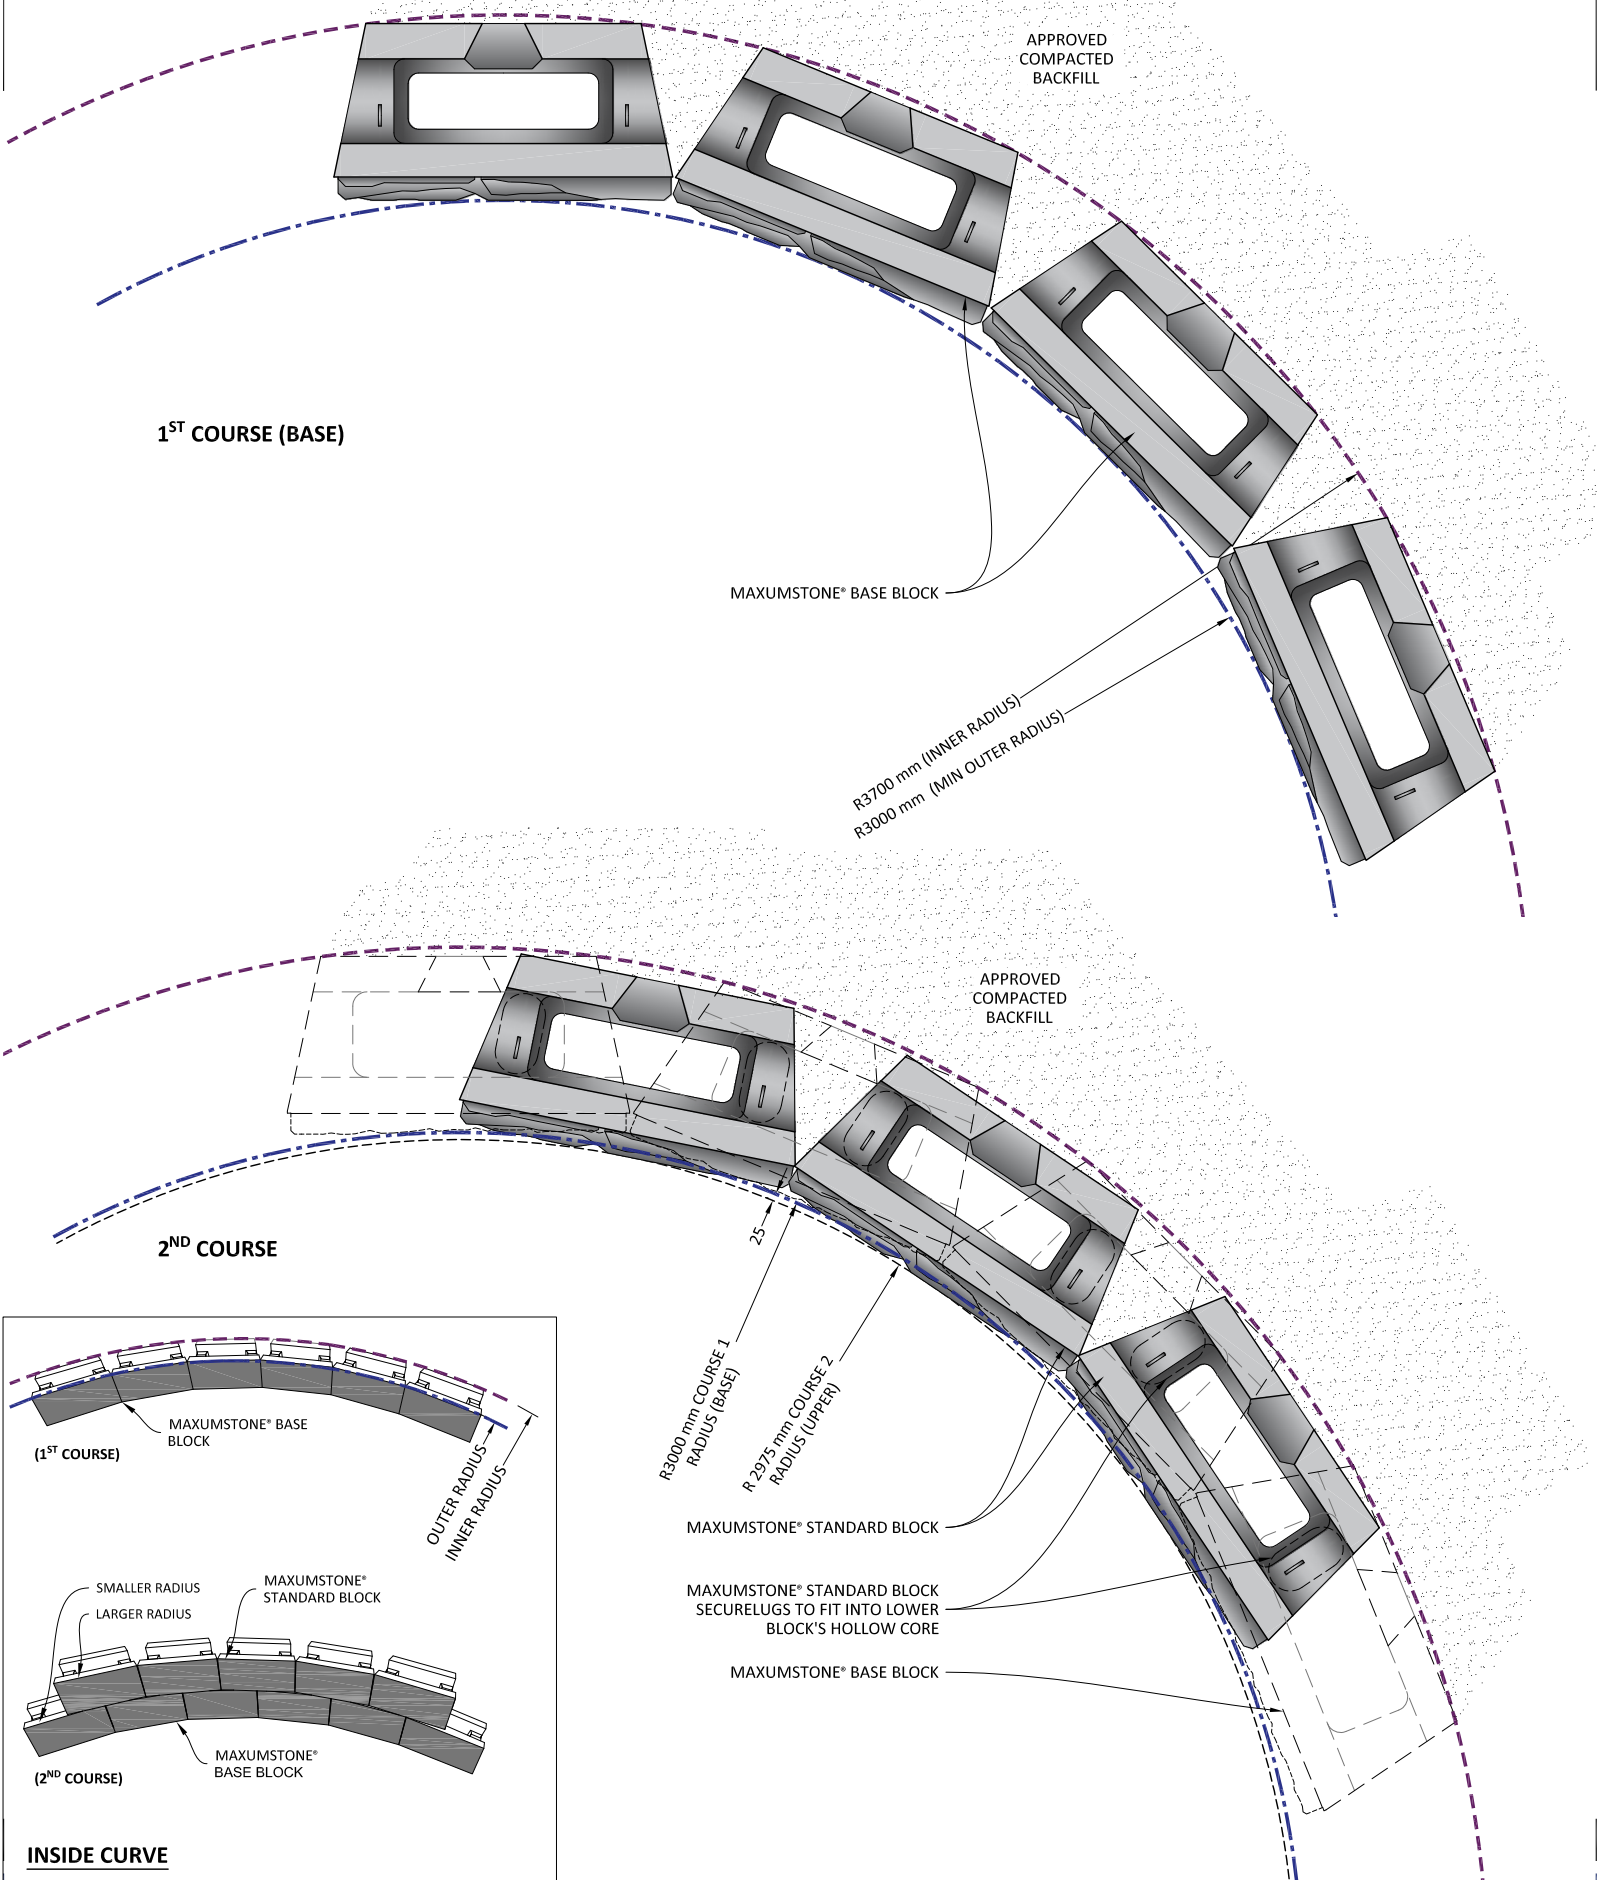 APPROVED
COMPACTED
BACKFILL
1ST COURSE (BASE)
MAXUMSTONE® BASE BLOCK
R3700 mm (INNER RADIUS)
R3000 mm (MIN OUTER RADIUS)
APPROVED
COMPACTED
BACKFILL
2ND COURSE
25
R3000 mm COURSE 1
RADIUS (BASE)
R 2975 mm COURSE 2
RADIUS (UPPER)
MAXUMSTONE® STANDARD BLOCK
MAXUMSTONE® STANDARD BLOCK
SECURELUGS TO FIT INTO LOWER
BLOCK'S HOLLOW CORE
MAXUMSTONE® BASE BLOCK
MAXUMSTONE® BASE
BLOCK
(1ST COURSE)
OUTER RADIUS
INNER RADIUS
SMALLER RADIUS
LARGER RADIUS
MAXUMSTONE®
STANDARD BLOCK
MAXUMSTONE®
BASE BLOCK
(2ND COURSE)
INSIDE CURVE